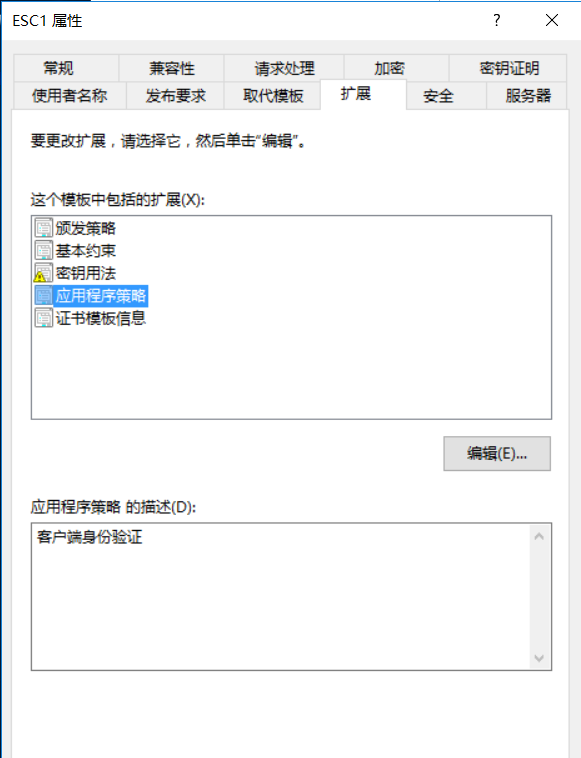 ESC1 属性
常规 兼容性 请求处理 加密 密钥证明
使用者名称 发布要求 取代模板 扩展 安全 服务器
要更改扩展，请选择它，然后单击“编辑”。
这个模板中包括的扩展(X):
颁发策略
基本约束
密钥用法
应用程序策略
证书模板信息
编辑(E)...
应用程序策略 的描述(D):
客户端身份验证